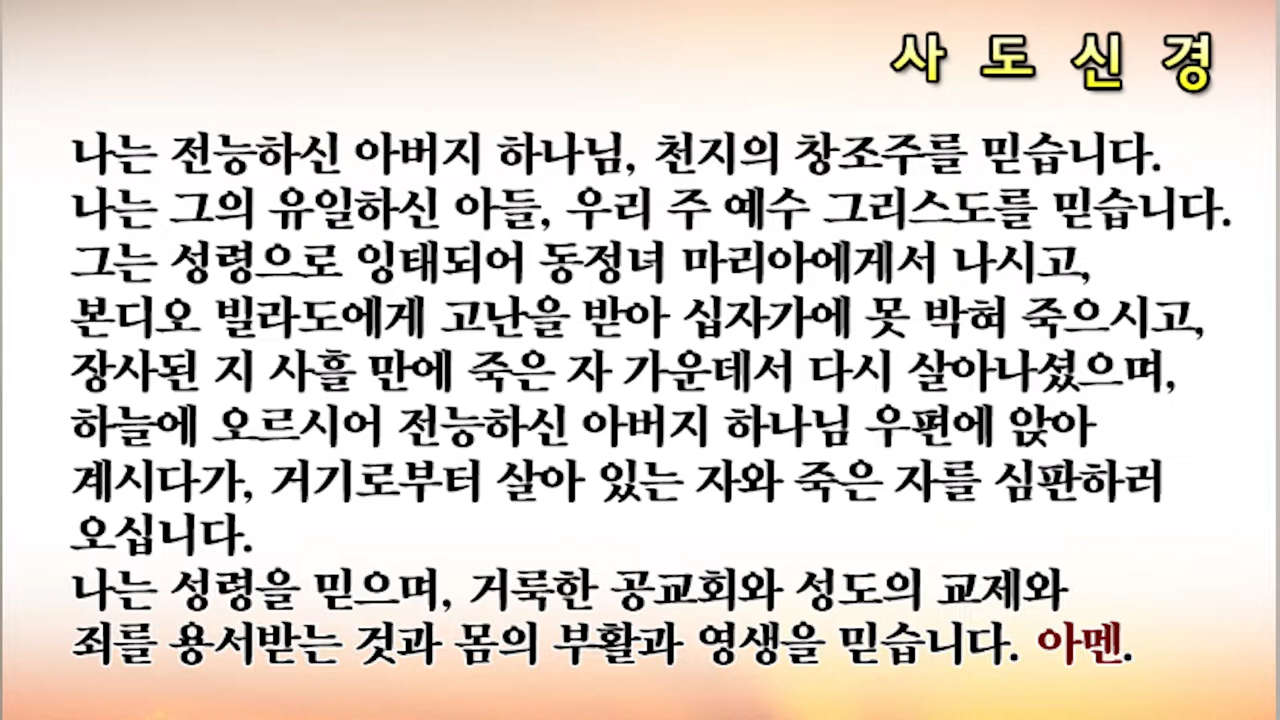 사 도 신 경
나는 전능하신 아버지 하나님, 천지의 창조주를 믿습니다.
나는 그의 유일하신 아들, 우리 주 예수 그리스도를 믿습니다.
그는 성령으로 잉태되어 동정녀 마리아에게서 나시고,
본디오 빌라도에게 고난을 받아 십자가에 못 박혀 죽으시고,
장사된 지 사흘 만에 죽은 자 가운데서 다시 살아나셨으며,
하늘에 오르시어 전능하신 아버지 하나님 우편에 앉아
계시다가, 거기로부터 살아 있는 자와 죽은 자를 심판하러
오십니다.
나는 성령을 믿으며, 거룩한 공교회와 성도의 교제와
죄를 용서받는 것과 몸의 부활과 영생을 믿습니다. 아멘.